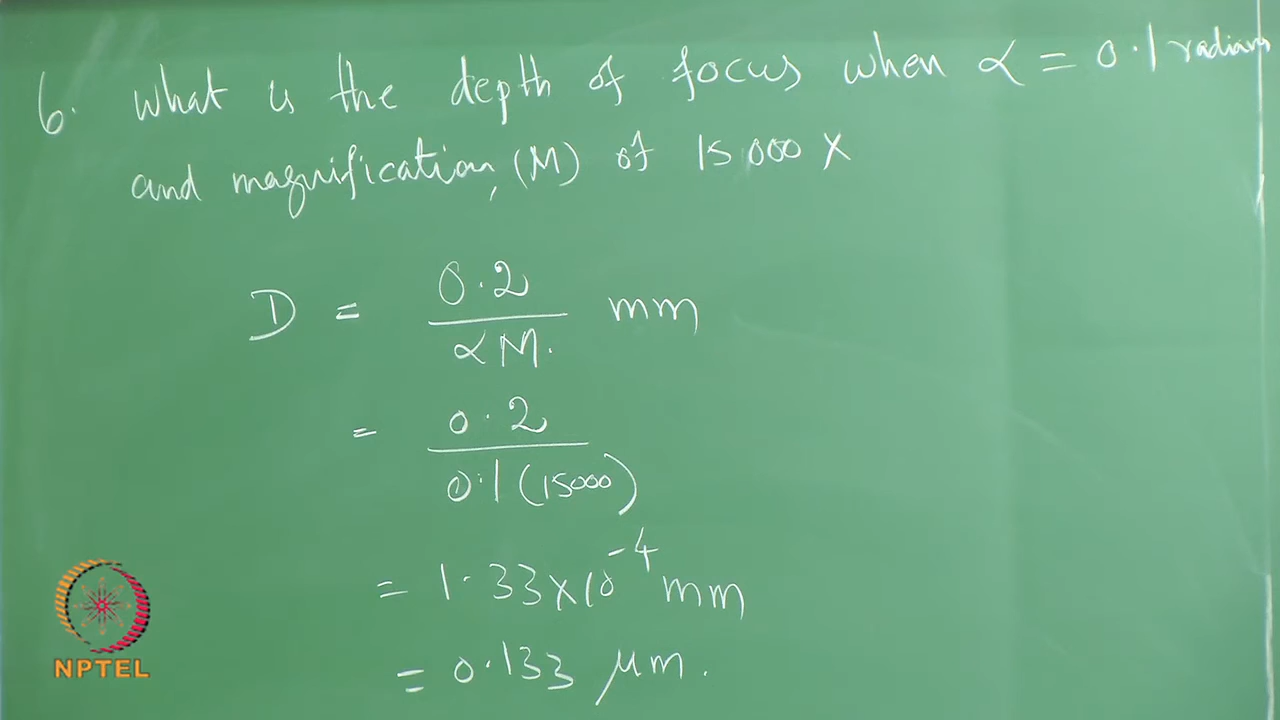 6. What is the depth of focus when α = 0.1 radians
and magnification, (M) of 15000 X
D = 0.2 / αM. mm
= 0.2 / 0.1(15000)
= 1.33×10⁻⁴ mm
= 0.133 μm.
NPTEL